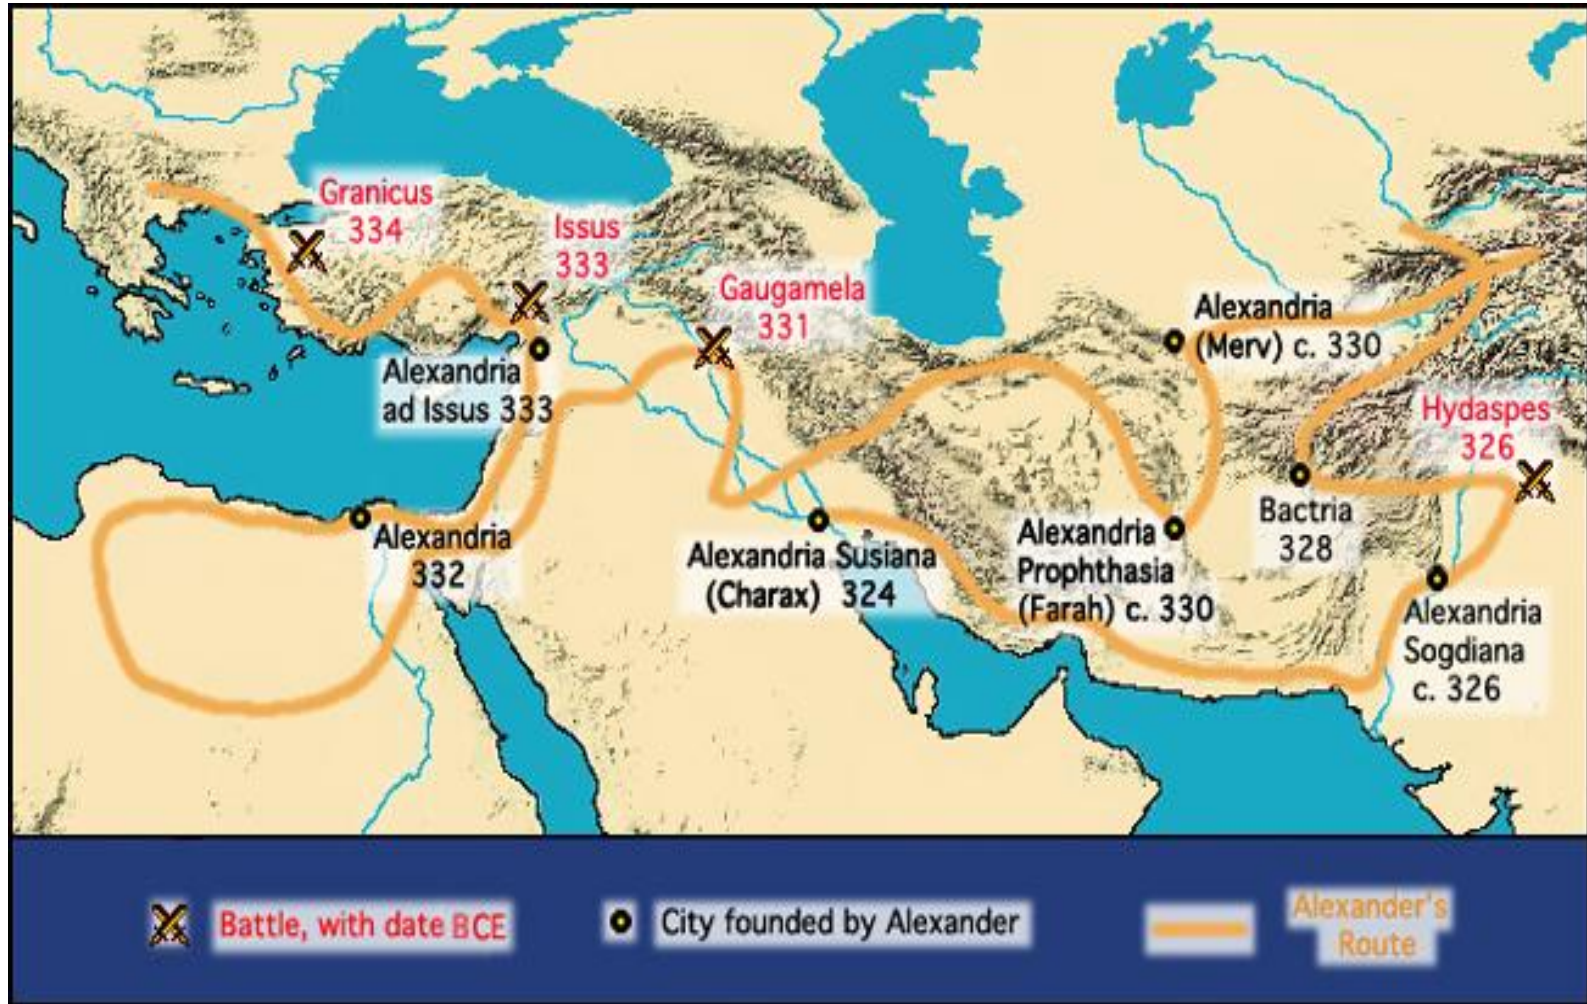 Granicus
334
Issus
333
Gaugamela
331
Alexandria
(Merv) c. 330
Alexandria
ad Issus 333
Hydaspes
326
Alexandria
332
Bactria
328
Alexandria Susiana
(Charax) 324
Alexandria
Prophthasia
(Farah) c. 330
Alexandria
Sogdiana
c. 326
Battle, with date BCE
City founded by Alexander
Alexander's
Route